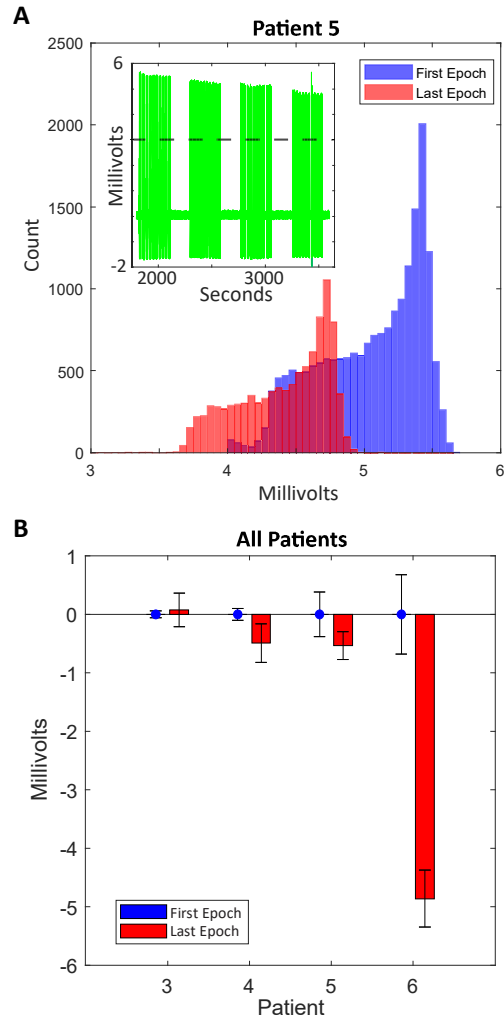 A
Patient 5
2500
2000
1500
1000
500
0
Count
3
4
5
6
Millivolts
First Epoch
Last Epoch
6
-2
Millivolts
2000
3000
Seconds
B
All Patients
1
0
-1
-2
-3
-4
-5
-6
Millivolts
First Epoch
Last Epoch
3
4
5
6
Patient